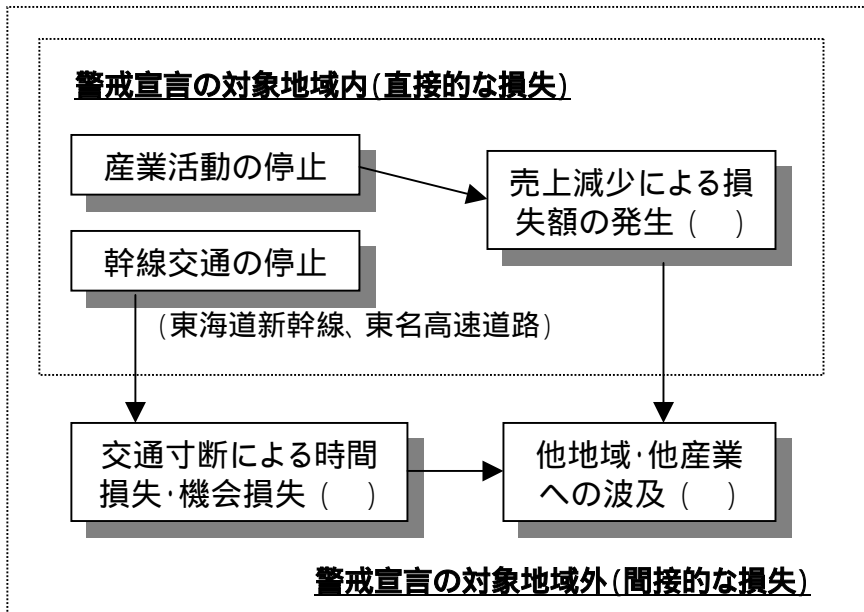 警戒宣言の対象地域内(直接的な損失)
産業活動の停止
売上減少による損
失額の発生（　）
幹線交通の停止
（東海道新幹線、東名高速道路）
交通寸断による時間
損失・機会損失（　）
他地域・他産業
への波及（　）
警戒宣言の対象地域外(間接的な損失)